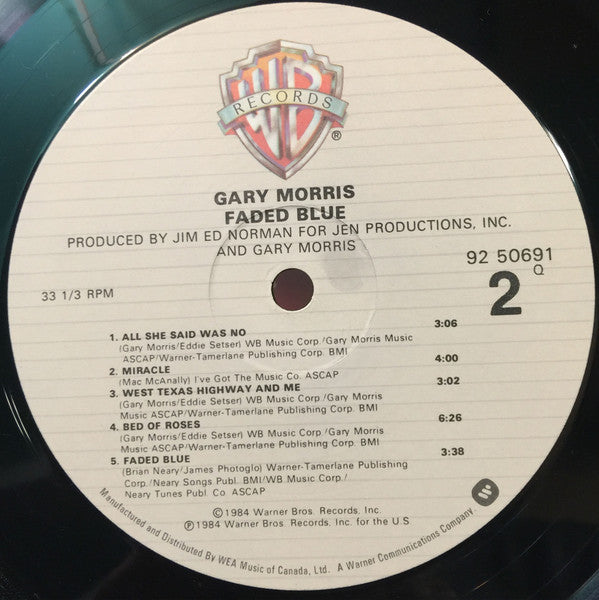 WB
RECORDS
®
GARY MORRIS
FADED BLUE
PRODUCED BY JIM ED NORMAN FOR JEN PRODUCTIONS, INC.
AND GARY MORRIS
33 1/3 RPM
92 50691
Q
2
1. ALL SHE SAID WAS NO 3:06
(Gary Morris/Eddie Setser) WB Music Corp./Gary Morris Music
ASCAP/Warner-Tamerlane Publishing Corp. BMI
2. MIRACLE 4:00
(Mac McAnally) I've Got The Music Co. ASCAP
3. WEST TEXAS HIGHWAY AND ME 3:02
(Gary Morris/Eddie Setser) WB Music Corp./Gary Morris
Music ASCAP/Warner-Tamerlane Publishing Corp. BMI
4. BED OF ROSES 6:26
(Gary Morris/Eddie Setser) WB Music Corp./Gary Morris
Music ASCAP/Warner-Tamerlane Publishing Corp. BMI
5. FADED BLUE 3:38
(Brian Neary/James Photoglo) Warner-Tamerlane Publishing
Corp./Neary Songs Publ. BMI/WB Music Corp./
Neary Tunes Publ. Co. ASCAP
©1984 Warner Bros. Records, Inc.
℗1984 Warner Bros. Records, Inc. for the U.S
Manufactured and Distributed By WEA Music of Canada, Ltd. A Warner Communications Company